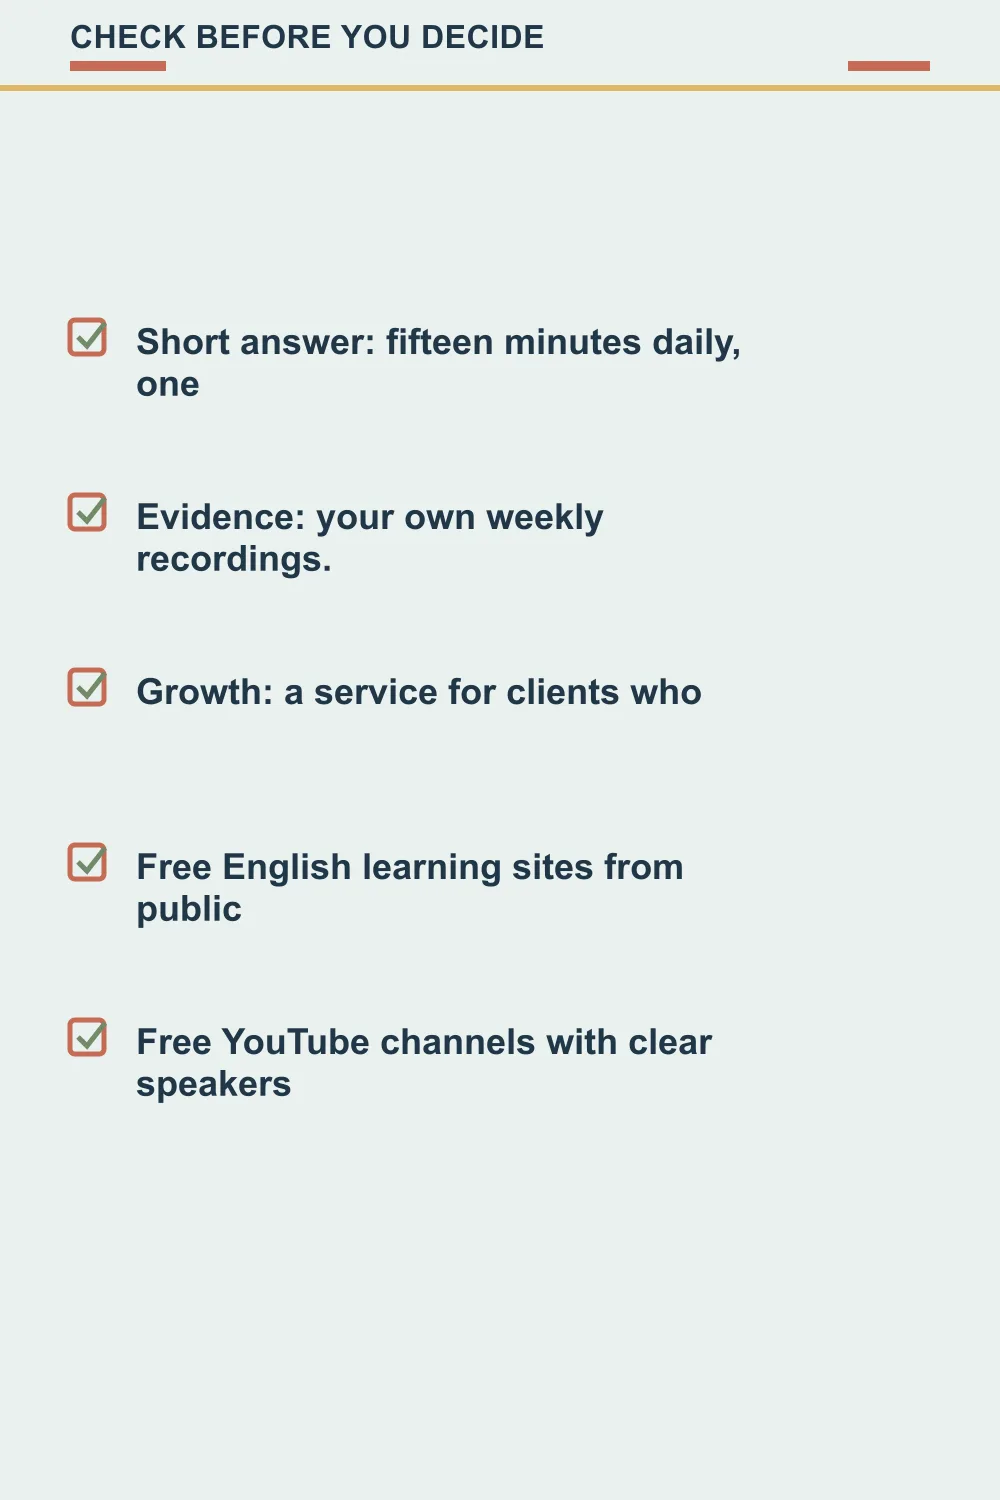 CHECK BEFORE YOU DECIDE
Short answer: fifteen minutes daily,
one
Evidence: your own weekly
recordings.
Growth: a service for clients who
Free English learning sites from
public
Free YouTube channels with clear
speakers